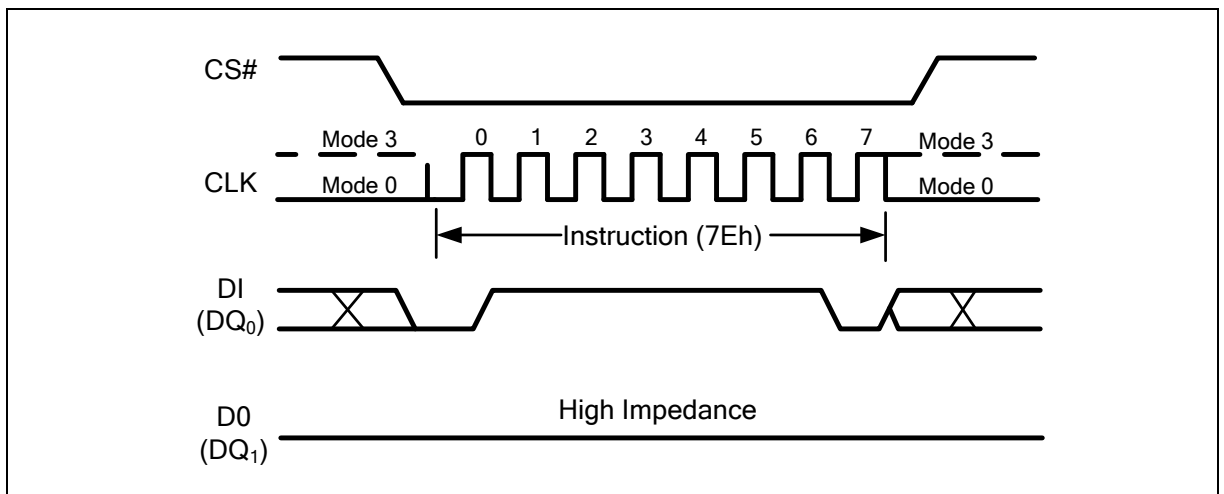 CS#
Mode 3 0 1 2 3 4 5 6 7 Mode 3
CLK Mode 0 Mode 0
Instruction (7Eh)
DI
(DQ0)
D0 High Impedance
(DQ1)